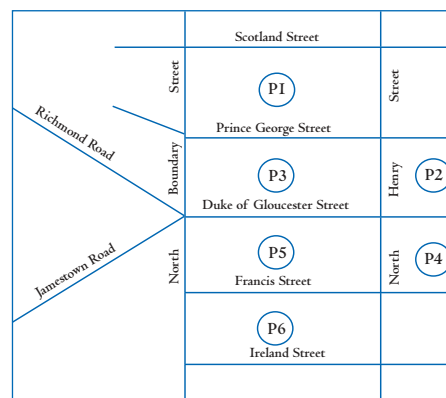 Scotland Street
Street
Street
P1
Richmond Road
Prince George Street
Boundary
Henry
P3
P2
Duke of Gloucester Street
Jamestown Road
North
North
P5
P4
Francis Street
P6
Ireland Street